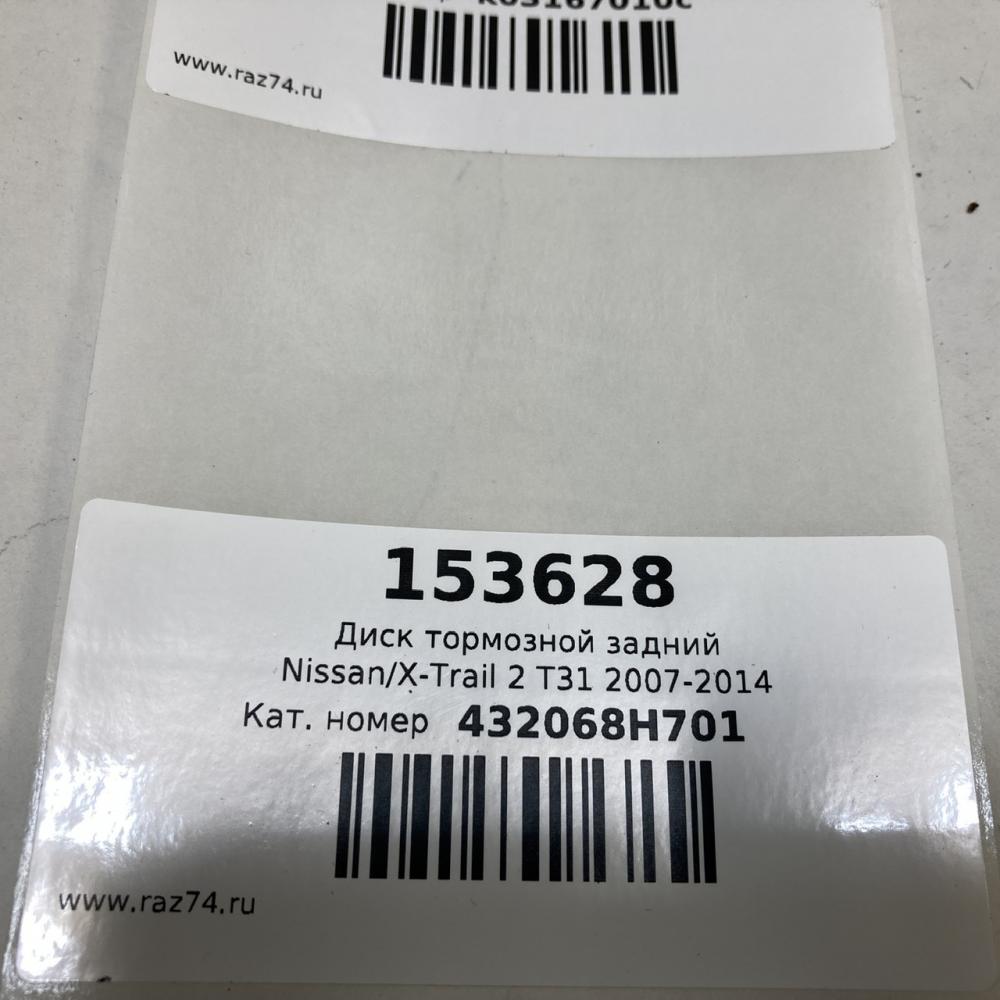 www.raz74.ru
153628
Диск тормозной задний
Nissan/X-Trail 2 T31 2007-2014
Кат. номер 432068H701
www.raz74.ru